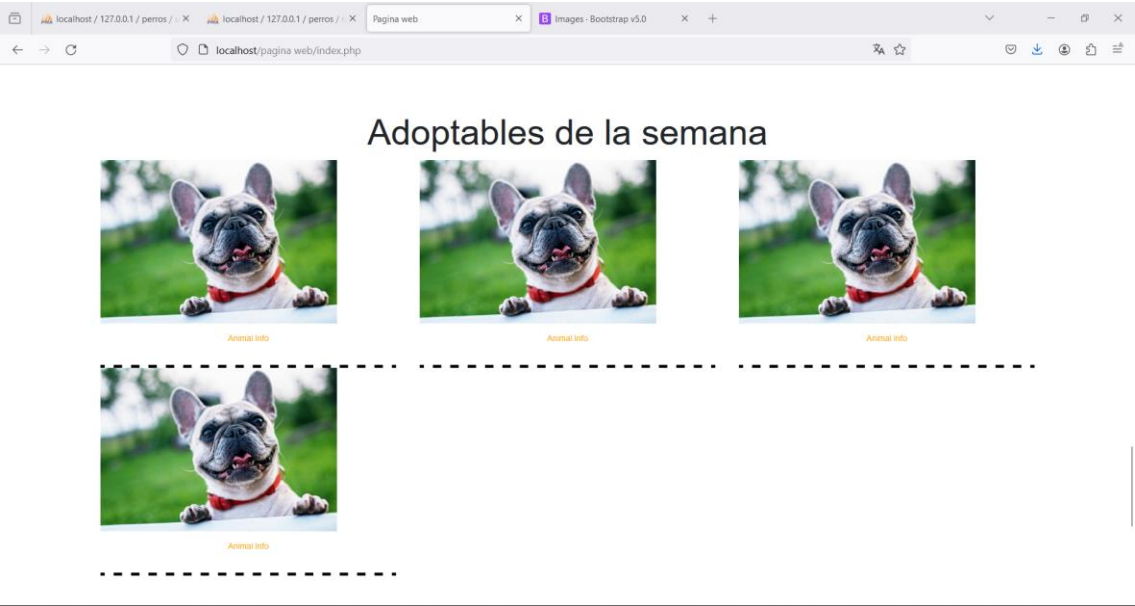 localhost / 127.0.0.1 / perros /
localhost / 127.0.0.1 / perros /
Pagina web
Images · Bootstrap v5.0
localhost/pagina web/index.php
Adoptables de la semana
Animal info
Animal info
Animal info
Animal info